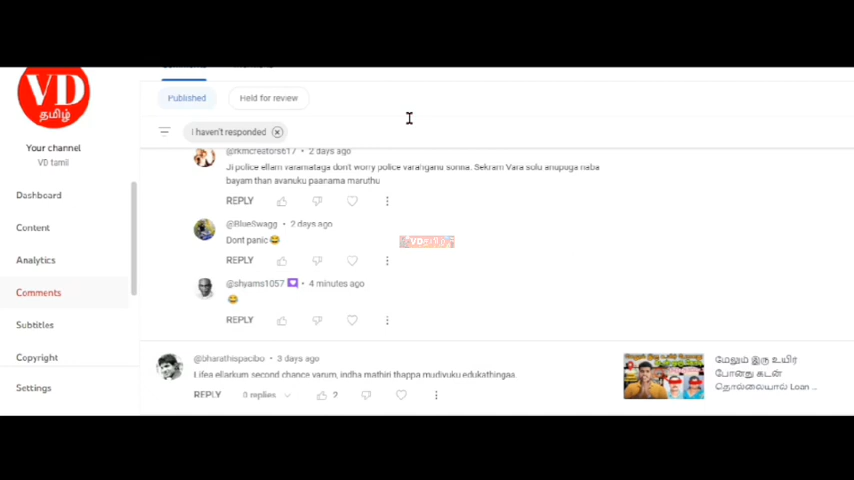 VD
தமிழ்
Your channel
VD tamil
Dashboard
Content
Analytics
Comments
Subtitles
Copyright
Settings
Published
Held for review
I haven't responded
@rkmcreators617 • 2 days ago
Ji police ellam varamataga don't worry police varanganu sonna. Sekram Vara solu anupuga naba
bayam than avanuku paanama maruthu
REPLY
@BlueSwagg • 2 days ago
Dont panic 😂
REPLY
@shyams1057 • 4 minutes ago
😂
REPLY
@bharathispacibo • 3 days ago
Lifea ellarkum second chance varum, indha mathiri thappa mudivuku edukathingaa.
REPLY
0 replies
2
மேலும் இரு உயிர்
போன்று கடன்
தொல்லையால் Loan ...
VDதமிழ்